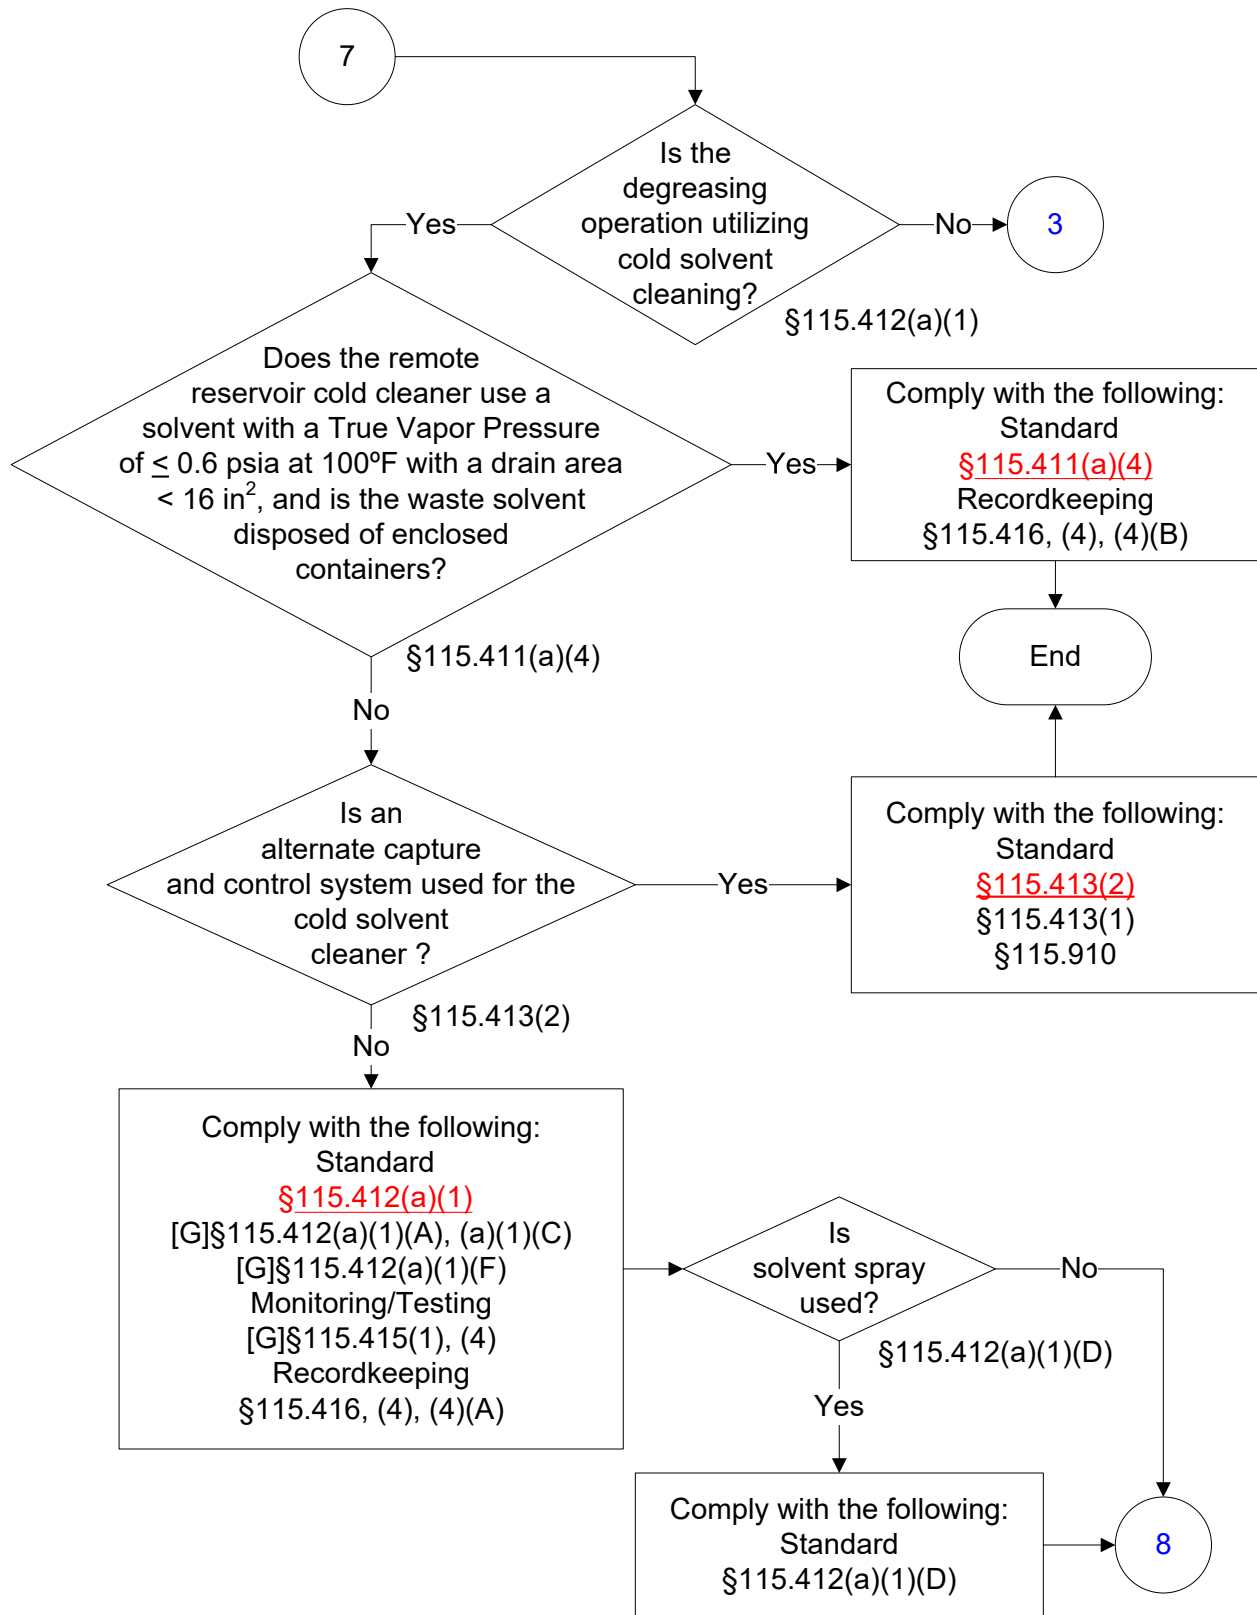 7
Is the
degreasing
operation utilizing
cold solvent
cleaning?
Yes
No
3
§115.412(a)(1)
Does the remote
reservoir cold cleaner use a
solvent with a True Vapor Pressure
of ≤ 0.6 psia at 100ºF with a drain area
< 16 in², and is the waste solvent
disposed of enclosed
containers?
Yes
Comply with the following:
Standard
§115.411(a)(4)
Recordkeeping
§115.416, (4), (4)(B)
§115.411(a)(4)
End
No
Is an
alternate capture
and control system used for the
cold solvent
cleaner ?
Yes
Comply with the following:
Standard
§115.413(2)
§115.413(1)
§115.910
§115.413(2)
No
Comply with the following:
Standard
§115.412(a)(1)
[G]§115.412(a)(1)(A), (a)(1)(C)
[G]§115.412(a)(1)(F)
Monitoring/Testing
[G]§115.415(1), (4)
Recordkeeping
§115.416, (4), (4)(A)
Is
solvent spray
used?
No
§115.412(a)(1)(D)
Yes
Comply with the following:
Standard
§115.412(a)(1)(D)
8